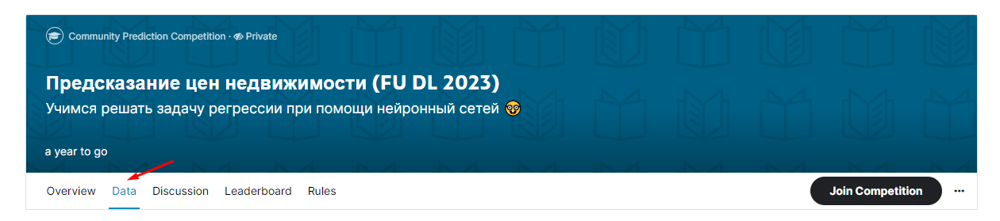 Community Prediction Competition · Private
Предсказание цен недвижимости (FU DL 2023)
Учимся решать задачу регрессии при помощи нейронный сетей 🤓
a year to go
Overview Data Discussion Leaderboard Rules Join Competition ···